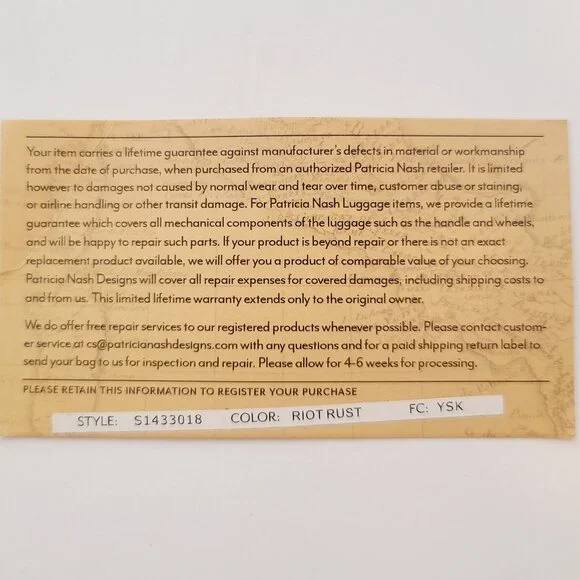 Your item carries a lifetime guarantee against manufacturer's defects in material or workmanship
from the date of purchase, when purchased from an authorized Patricia Nash retailer. It is limited
however to damages not caused by normal wear and tear over time, customer abuse or staining,
or airline handling or other transit damage. For Patricia Nash Luggage items, we provide a lifetime
guarantee which covers all mechanical components of the luggage such as the handle and wheels,
and will be happy to repair such parts. If your product is beyond repair or there is not an exact
replacement product available, we will offer you a product of comparable value of your choosing.
Patricia Nash Designs will cover all repair expenses for covered damages, including shipping costs to
and from us. This limited lifetime warranty extends only to the original owner.
We do offer free repair services to our registered products whenever possible. Please contact custom-
er service at cs@patricianashdesigns.com with any questions and for a paid shipping return label to
send your bag to us for inspection and repair. Please allow for 4-6 weeks for processing.
PLEASE RETAIN THIS INFORMATION TO REGISTER YOUR PURCHASE
STYLE: S1433018 COLOR: RIOT RUST FC: YSK